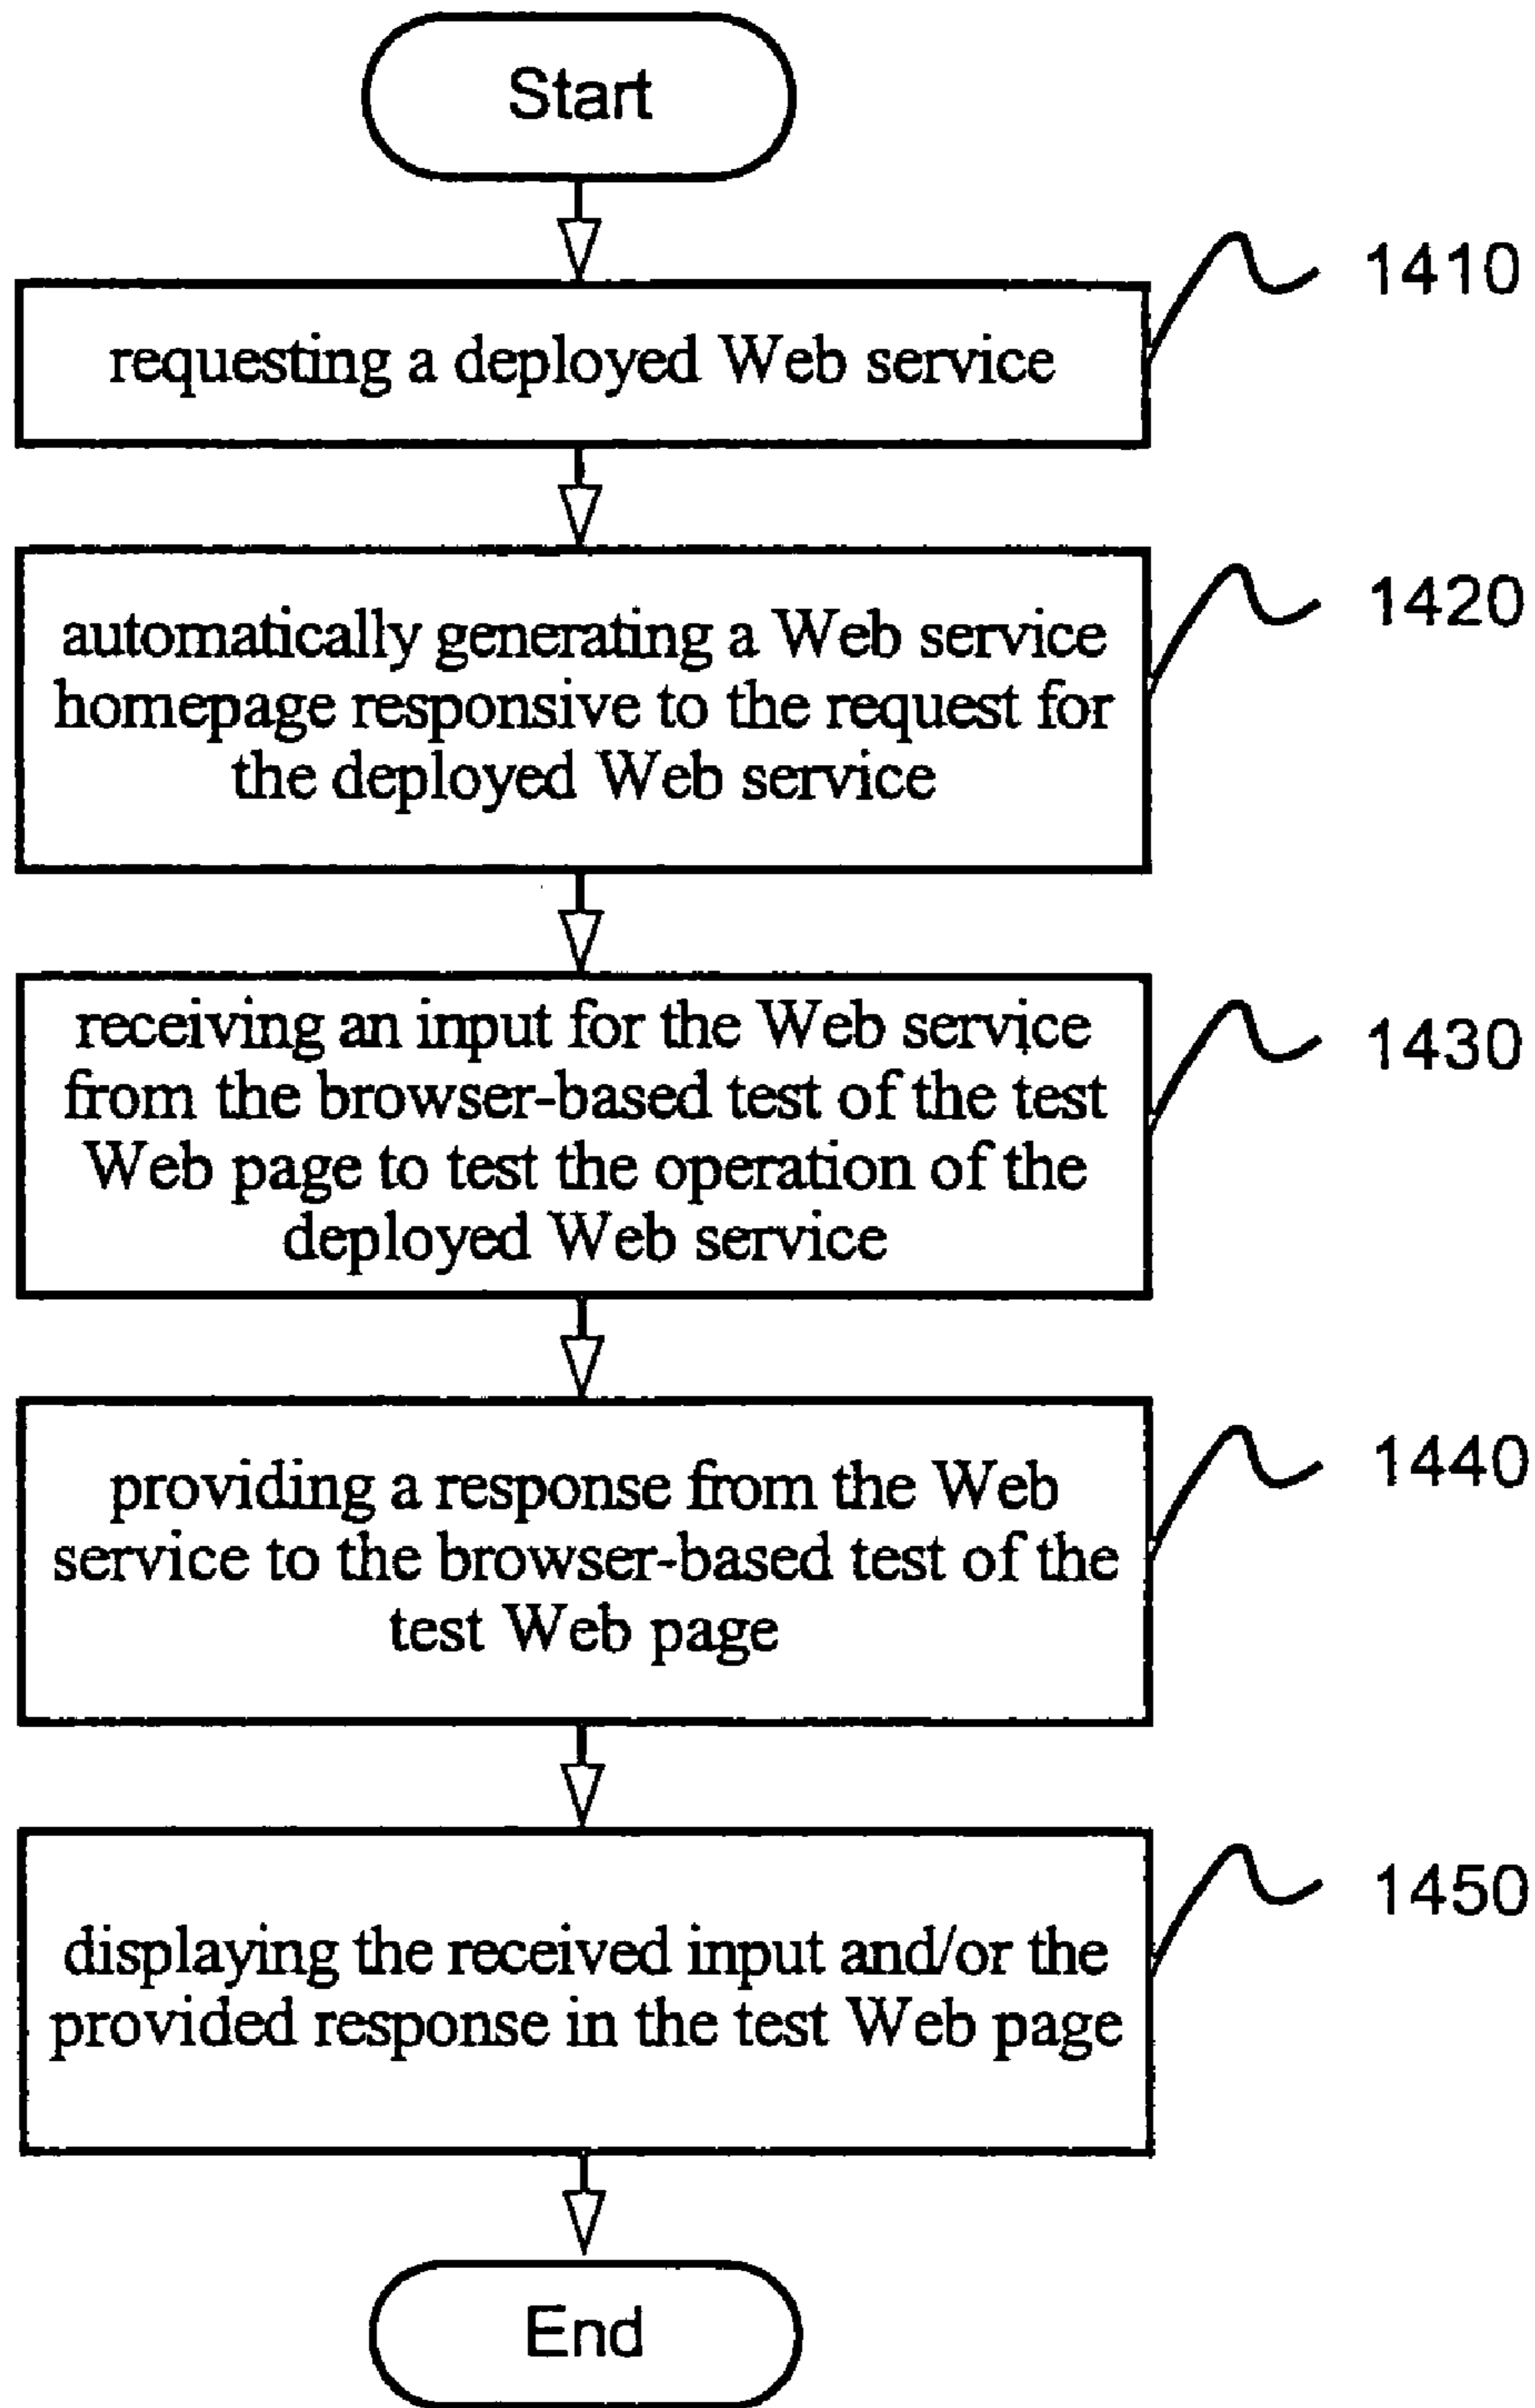 Start
1410
requesting a deployed Web service
1420
automatically generating a Web service
homepage responsive to the request for
the deployed Web service
1430
receiving an input for the Web service
from the browser-based test of the test
Web page to test the operation of the
deployed Web service
1440
providing a response from the Web
service to the browser-based test of the
test Web page
1450
displaying the received input and/or the
provided response in the test Web page
End